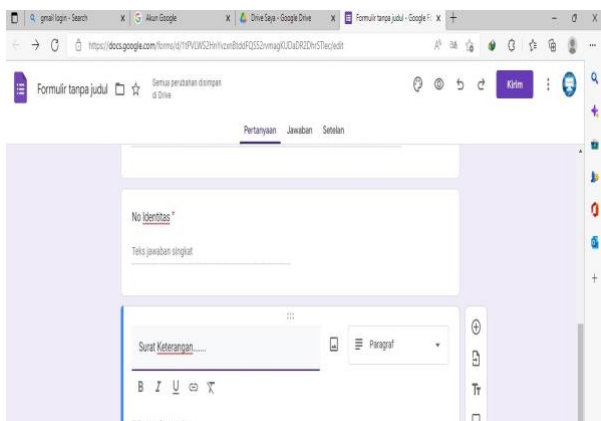 gmail login - Search
Akun Google
Drive Saya - Google Drive
Formulir tanpa judul - Google F
Formulir tanpa judul
Semua perubahan disimpan
di Drive
Kirim
Pertanyaan Jawaban Setelan
No Identitas *
Teks jawaban singkat
Surat Keterangan.......
Paragraf
B I U
Tт